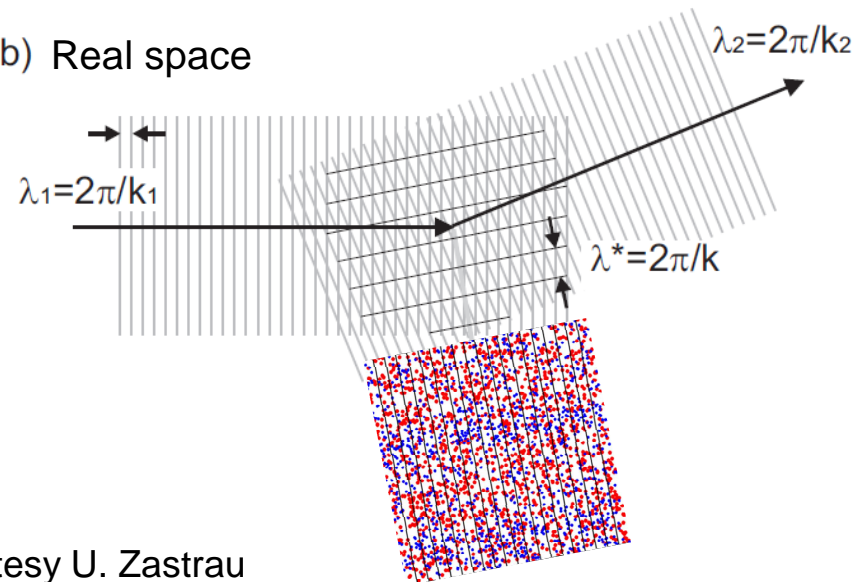 b) Real space
λ₂=2π/k₂
λ₁=2π/k₁
λ*=2π/k
tesy U. Zastrau